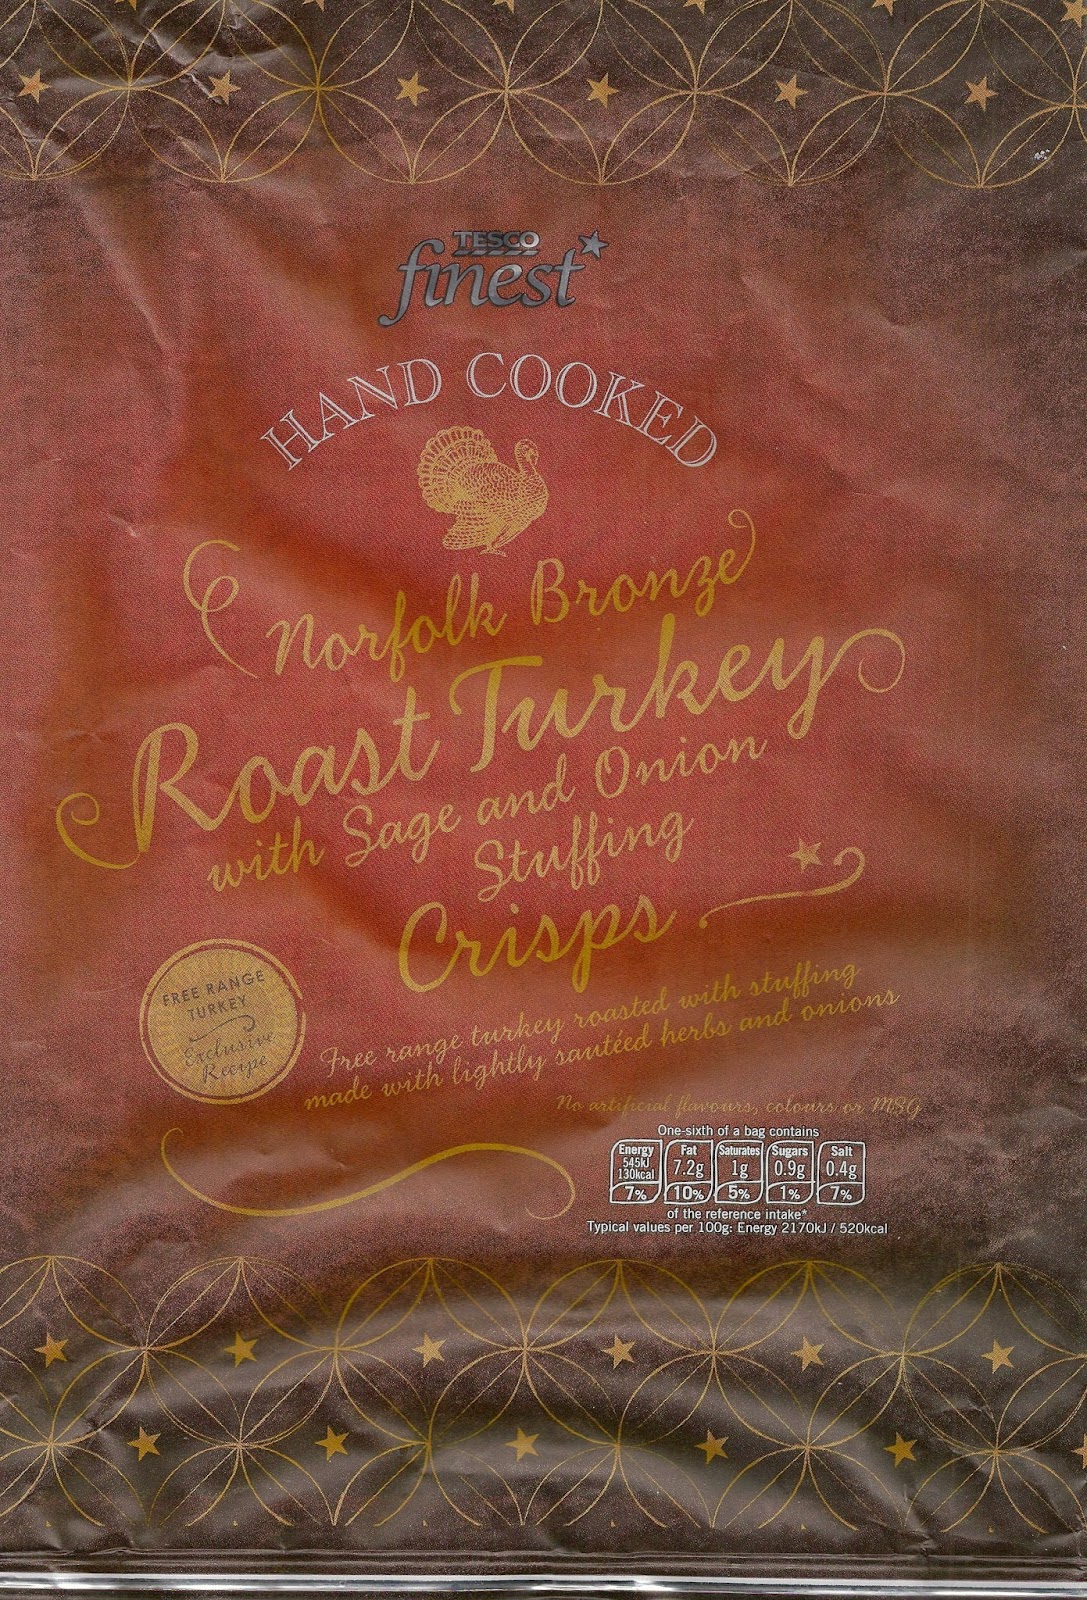 TESCO
finest
HAND COOKED
Norfolk Bronze
Roast Turkey
with Sage and Onion
Stuffing
Crisps
FREE RANGE
TURKEY
Exclusive
Recipe
Free range turkey roasted with stuffing
made with lightly sautéed herbs and onions
No artificial flavours, colours or MSG
One-sixth of a bag contains
Energy Fat Saturates Sugars Salt
545kJ
130kcal 7.2g 1g 0.9g 0.4g
7% 10% 5% 1% 7%
of the reference intake*
Typical values per 100g: Energy 2170kJ / 520kcal